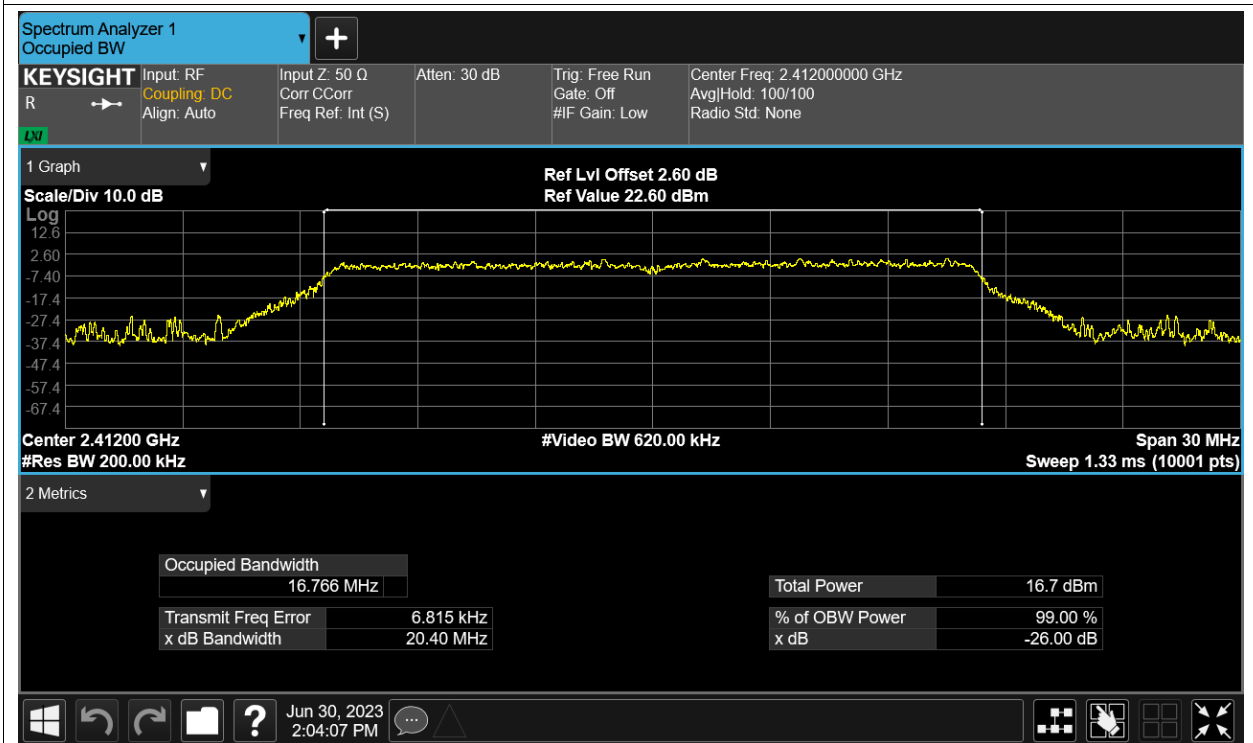 Spectrum Analyzer 1
Occupied BW
KEYSIGHT
R
LXI
Input: RF
Coupling: DC
Align: Auto
Input Z: 50 Ω
Corr CCorr
Freq Ref: Int (S)
Atten: 30 dB
Trig: Free Run
Gate: Off
#IF Gain: Low
Center Freq: 2.412000000 GHz
Avg|Hold: 100/100
Radio Std: None
1 Graph
Scale/Div 10.0 dB
Ref Lvl Offset 2.60 dB
Ref Value 22.60 dBm
Log
12.6
2.60
-7.40
-17.4
-27.4
-37.4
-47.4
-57.4
-67.4
Center 2.41200 GHz
#Video BW 620.00 kHz
Span 30 MHz
#Res BW 200.00 kHz
Sweep 1.33 ms (10001 pts)
2 Metrics
Occupied Bandwidth
16.766 MHz
Total Power 16.7 dBm
Transmit Freq Error 6.815 kHz
% of OBW Power 99.00 %
x dB Bandwidth 20.40 MHz
x dB -26.00 dB
?
Jun 30, 2023
2:04:07 PM